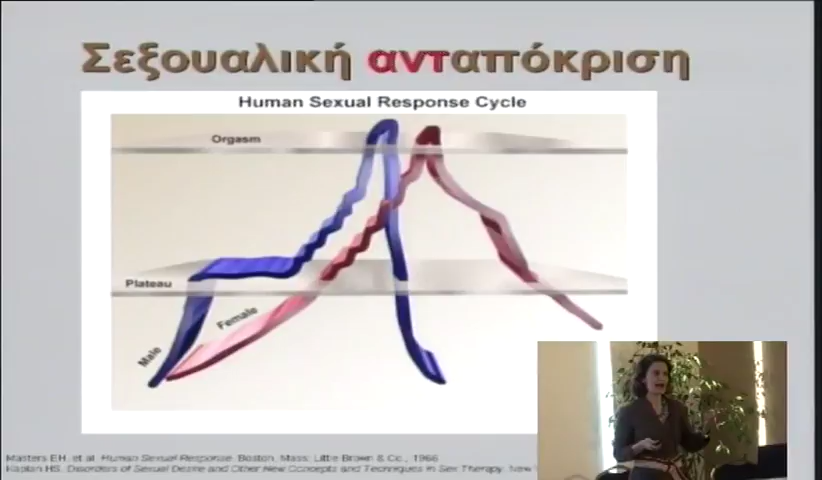 Σεξουαλική ανταπόκριση
Human Sexual Response Cycle
Orgasm
Plateau
Female
Male
Masters EH. et al. Human Sexual Response. Boston, Mass; Little Brown & Co., 1966
Kaplan HS. Disorders of Sexual Desire and Other New Concepts and Techniques in Sex Therapy. New